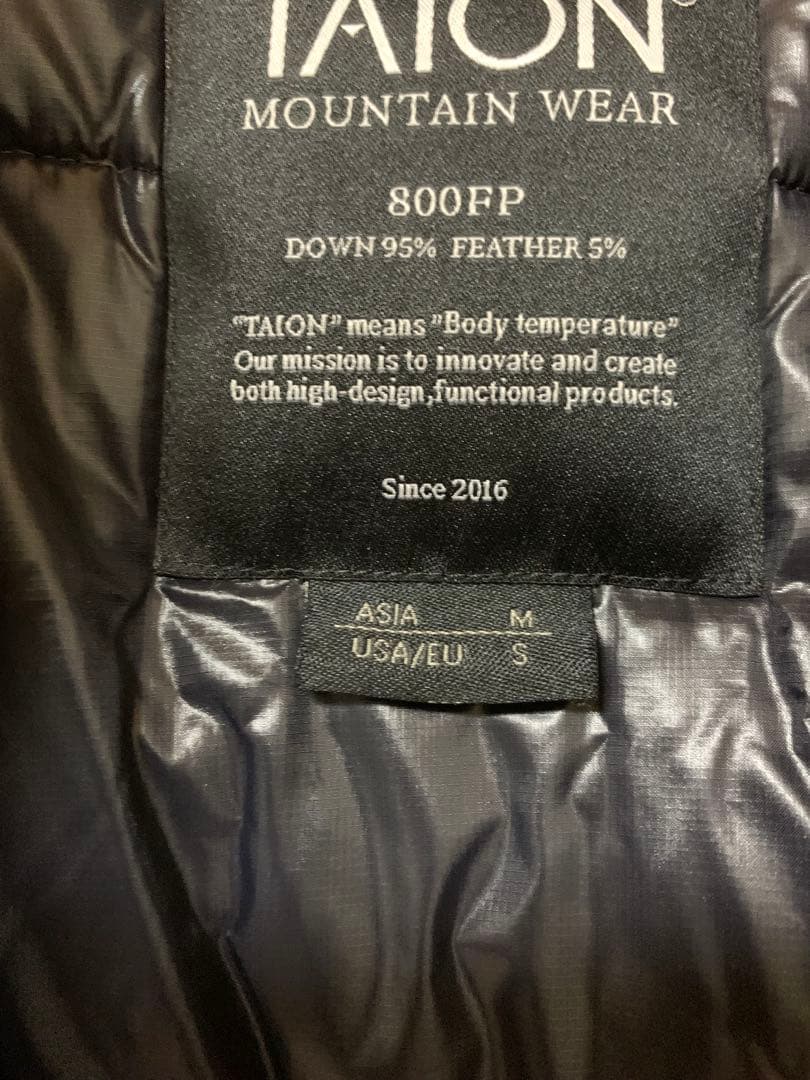 TAION
MOUNTAIN WEAR
800FP
DOWN 95% FEATHER 5%
"TAION" means "Body temperature"
Our mission is to innovate and create
both high-design,functional products.
Since 2016
ASIA M
USA/EU S